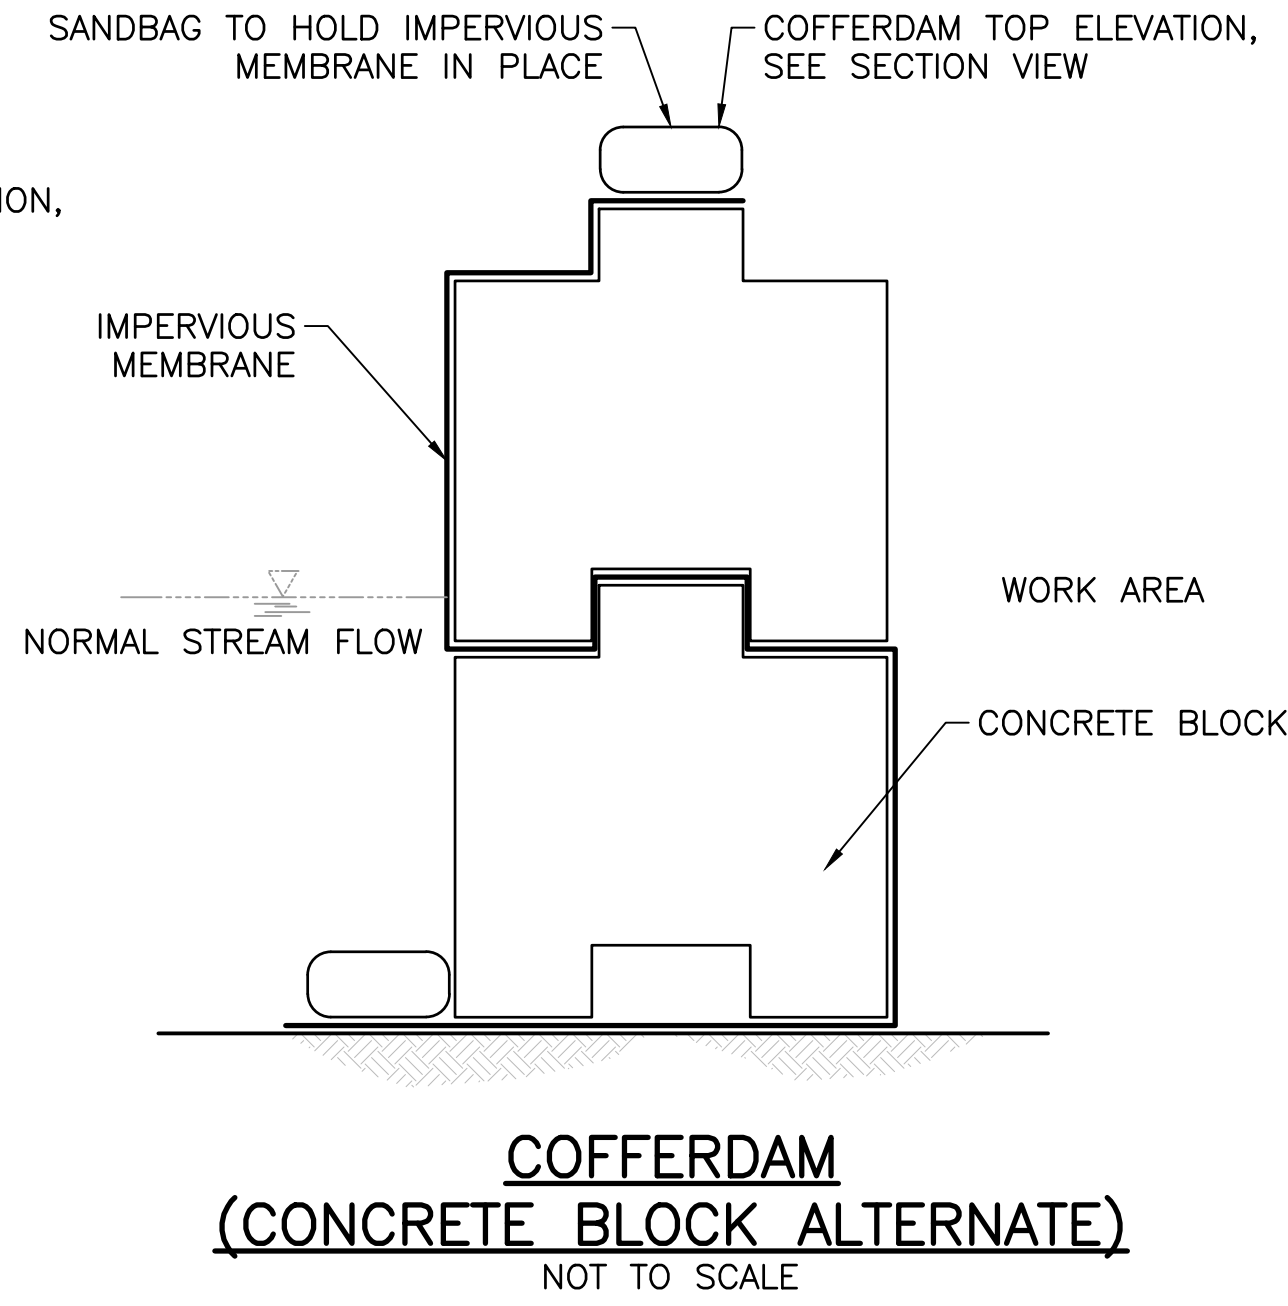 SANDBAG TO HOLD IMPERVIOUS
MEMBRANE IN PLACE
COFFERDAM TOP ELEVATION,
SEE SECTION VIEW
IMPERVIOUS
MEMBRANE
NORMAL STREAM FLOW
WORK AREA
CONCRETE BLOCK
COFFERDAM
(CONCRETE BLOCK ALTERNATE)
NOT TO SCALE